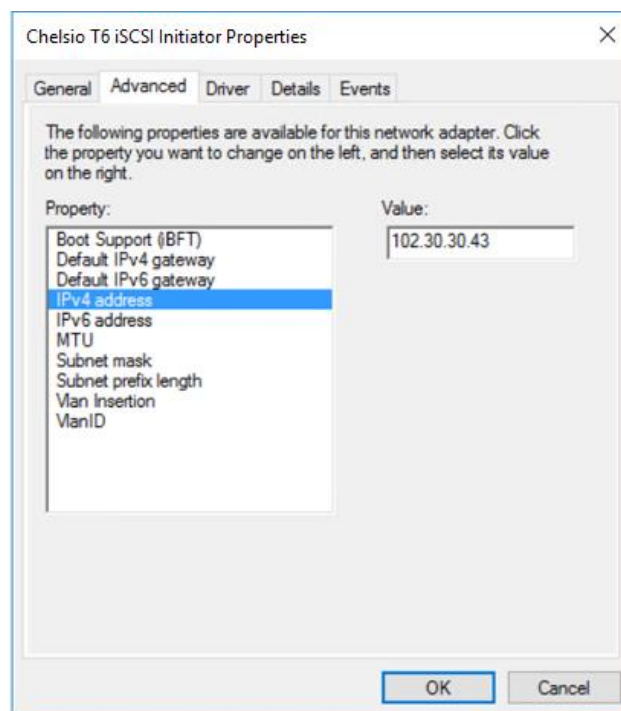 Chelsio T6 iSCSI Initiator Properties
General Advanced Driver Details Events
The following properties are available for this network adapter. Click
the property you want to change on the left, and then select its value
on the right.
Property:
Value:
Boot Support (iBFT)
102.30.30.43
Default IPv4 gateway
Default IPv6 gateway
IPv4 address
IPv6 address
MTU
Subnet mask
Subnet prefix length
Vlan Insertion
VlanID
OK
Cancel